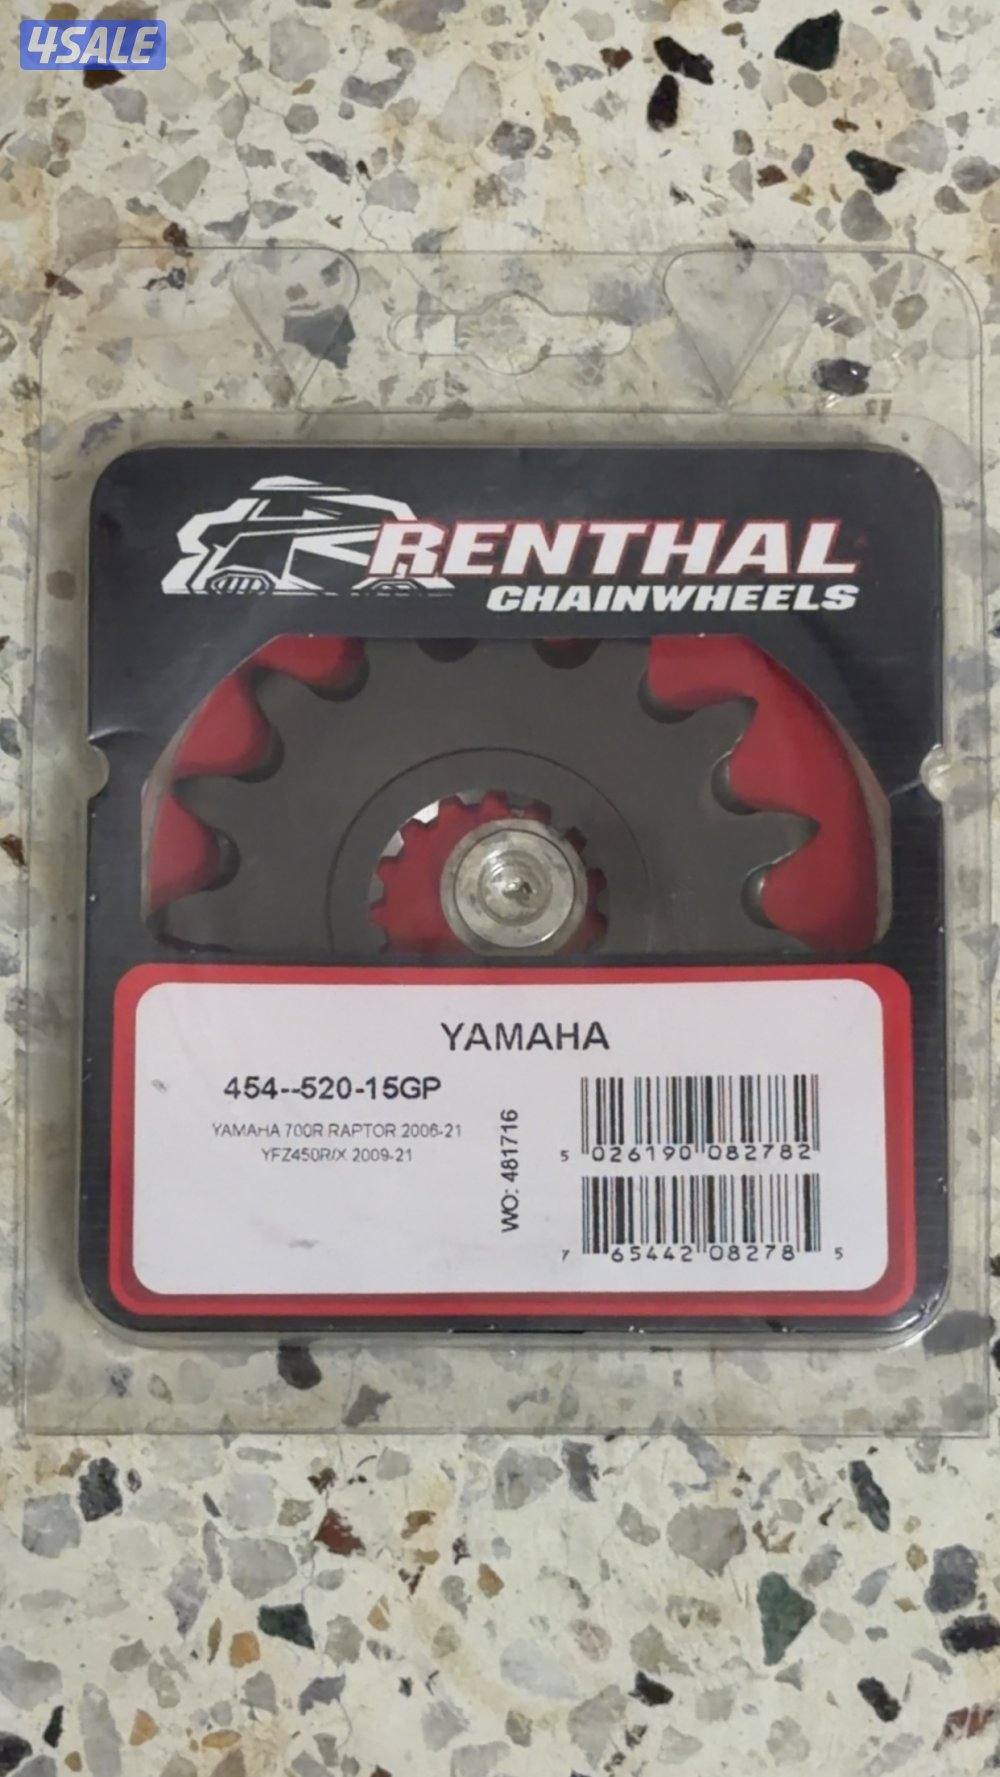 4SALE
RENTHAL
CHAINWHEELS
YAMAHA
454--520-15GP
YAMAHA 700R RAPTOR 2006-21
YFZ450R/X 2009-21
WO: 481716
5 026190 082782
7 65442 08278 5